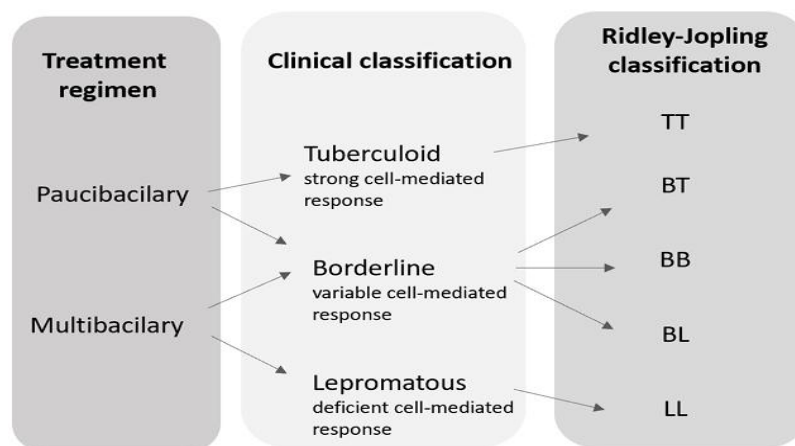 Treatment
regimen
Paucibacilary
Multibacilary
Clinical classification
Tuberculoid
strong cell-mediated
response
Borderline
variable cell-mediated
response
Lepromatous
deficient cell-mediated
response
Ridley-Jopling
classification
TT
BT
BB
BL
LL